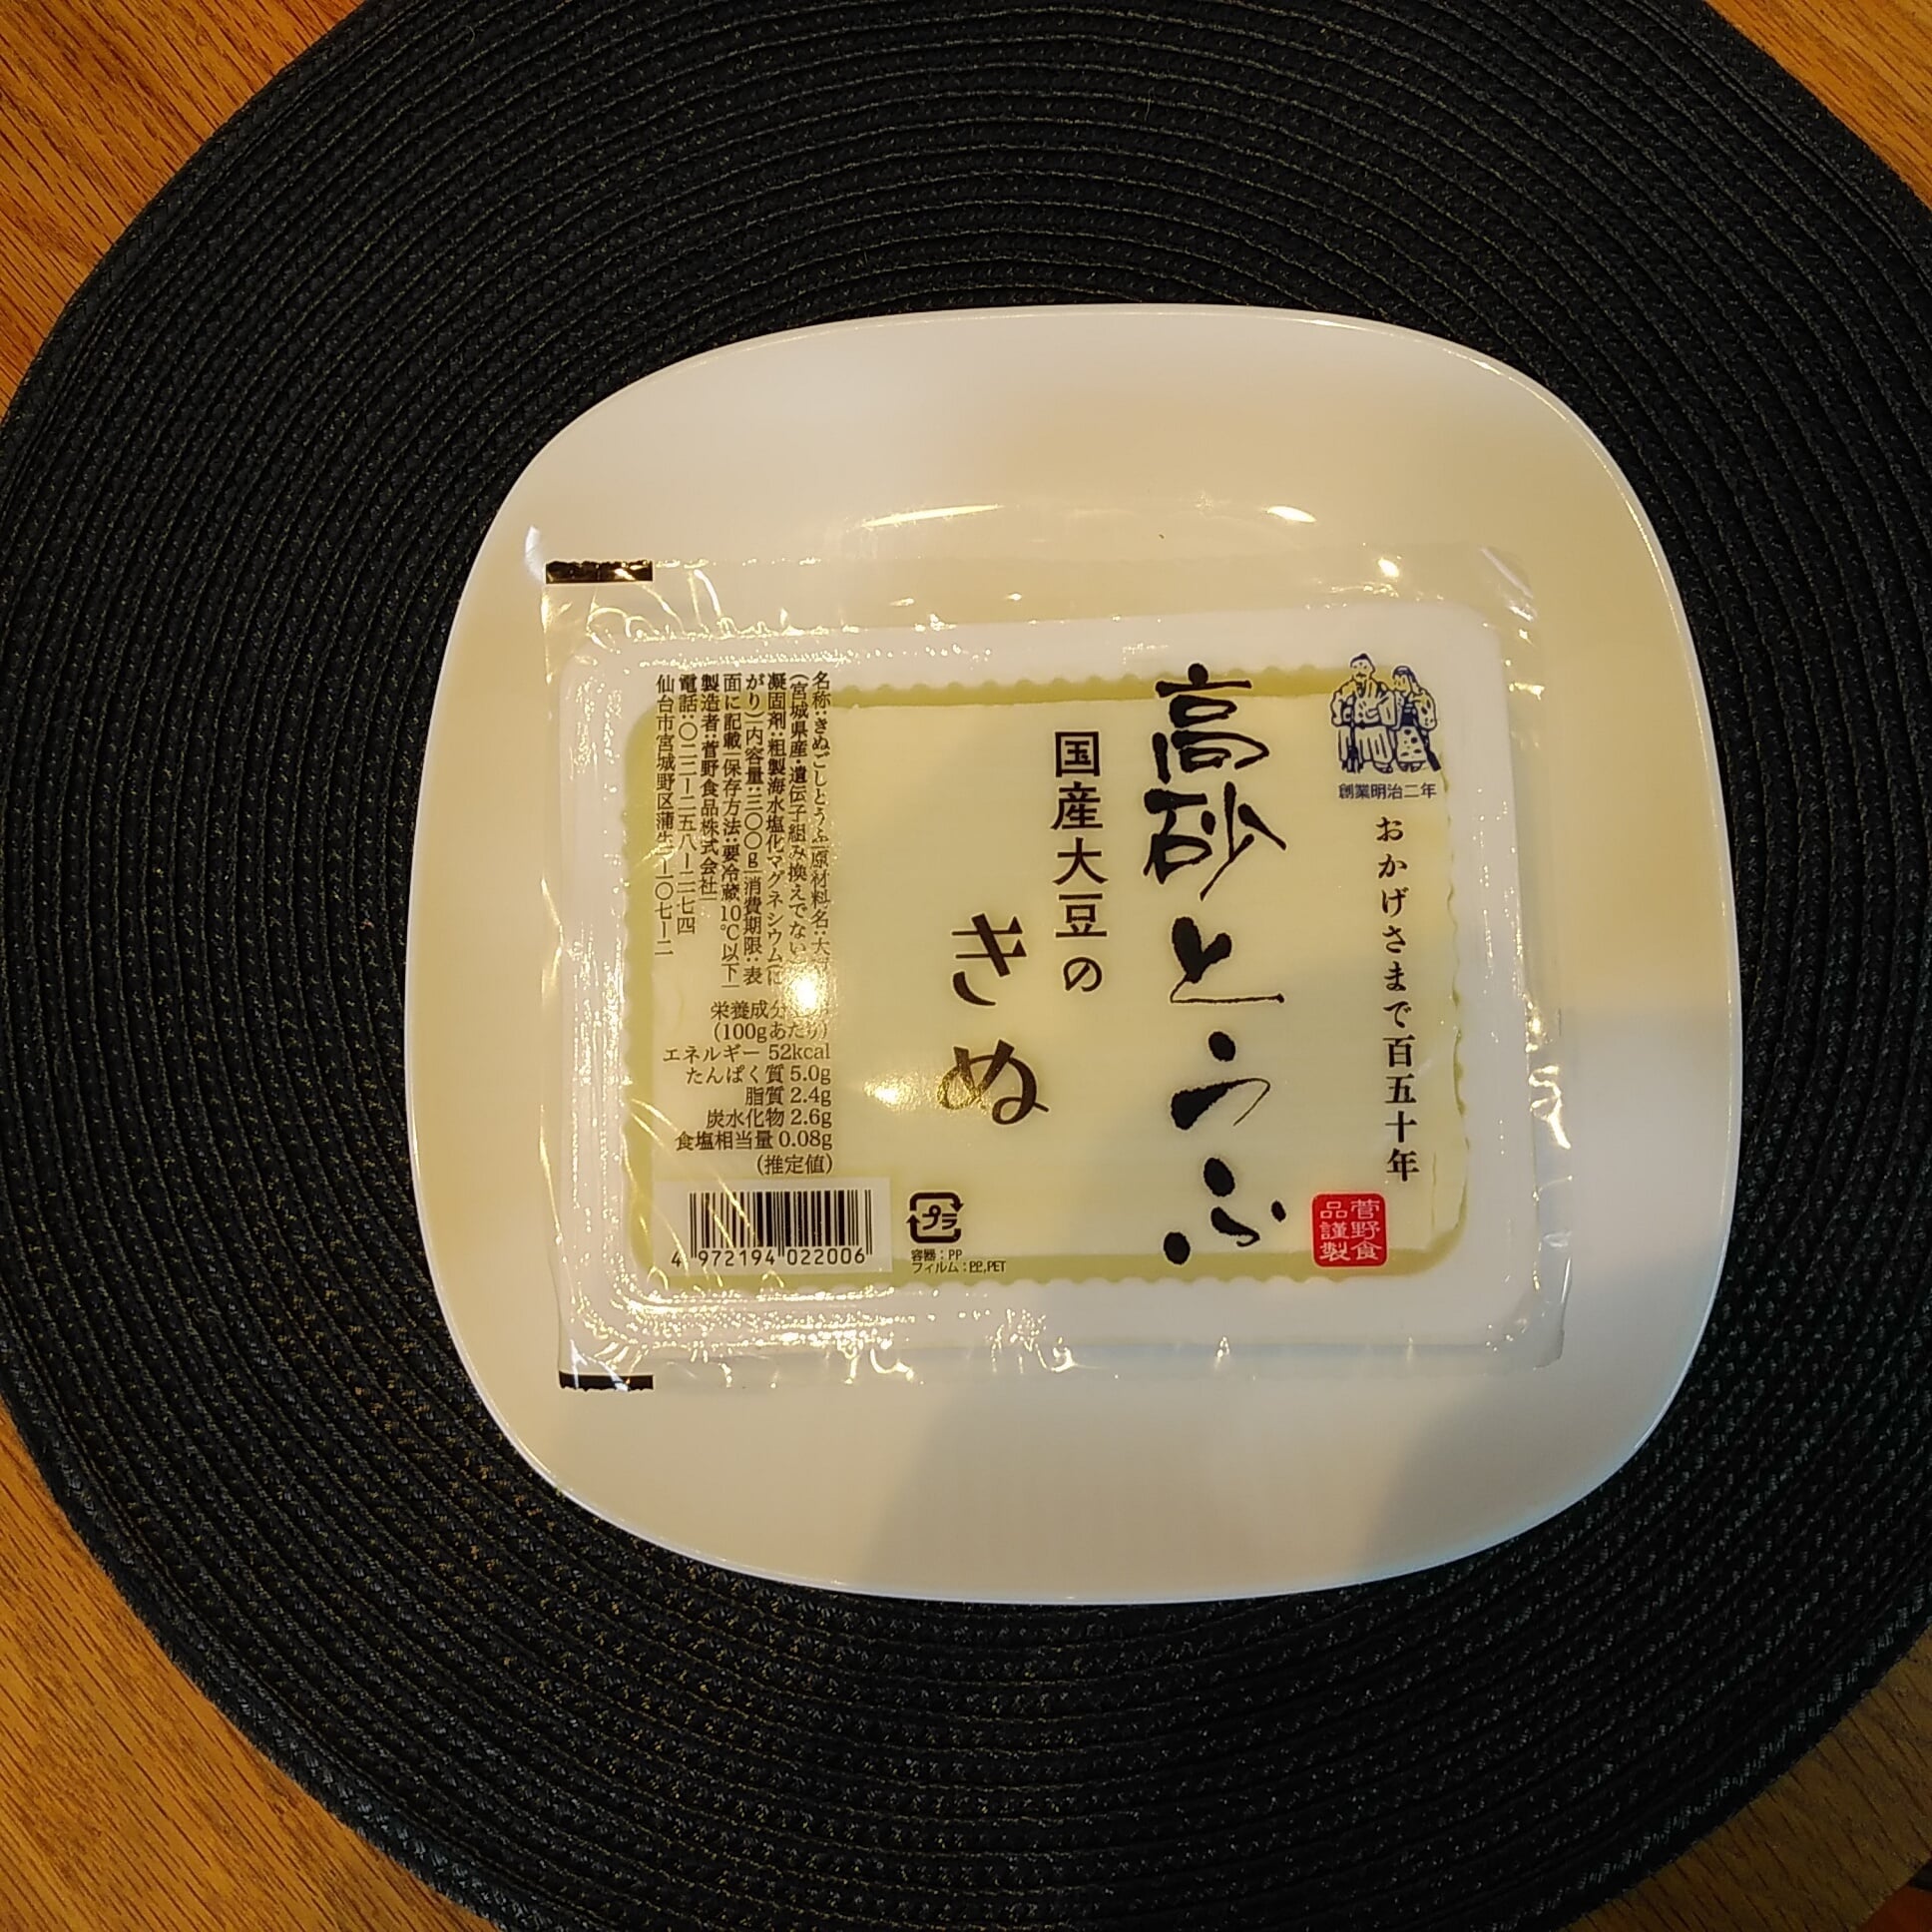 創業明治二年
おかげさまで百五十年
菅野食
品謹製
高砂とうふ
国産大豆の
きぬ
名称:きぬごしとうふ|原材料名:大
(宮城県産・遺伝子組み換えでない
凝固剤:粗製海水塩化マグネシウム(に
がり)|内容量:三〇〇g|消費期限:表
面に記載|保存方法:要冷蔵10℃以下|
製造者:菅野食品株式会社|
電話:〇二二ー二五八ー二七四
仙台市宮城野区蒲生一ー一〇七ー二
栄養成分
(100gあたり)
エネルギー 52kcal
たんぱく質 5.0g
脂質 2.4g
炭水化物 2.6g
食塩相当量 0.08g
(推定値)
4 972194 022006
プラ
容器:PP
フィルム:PP,PET